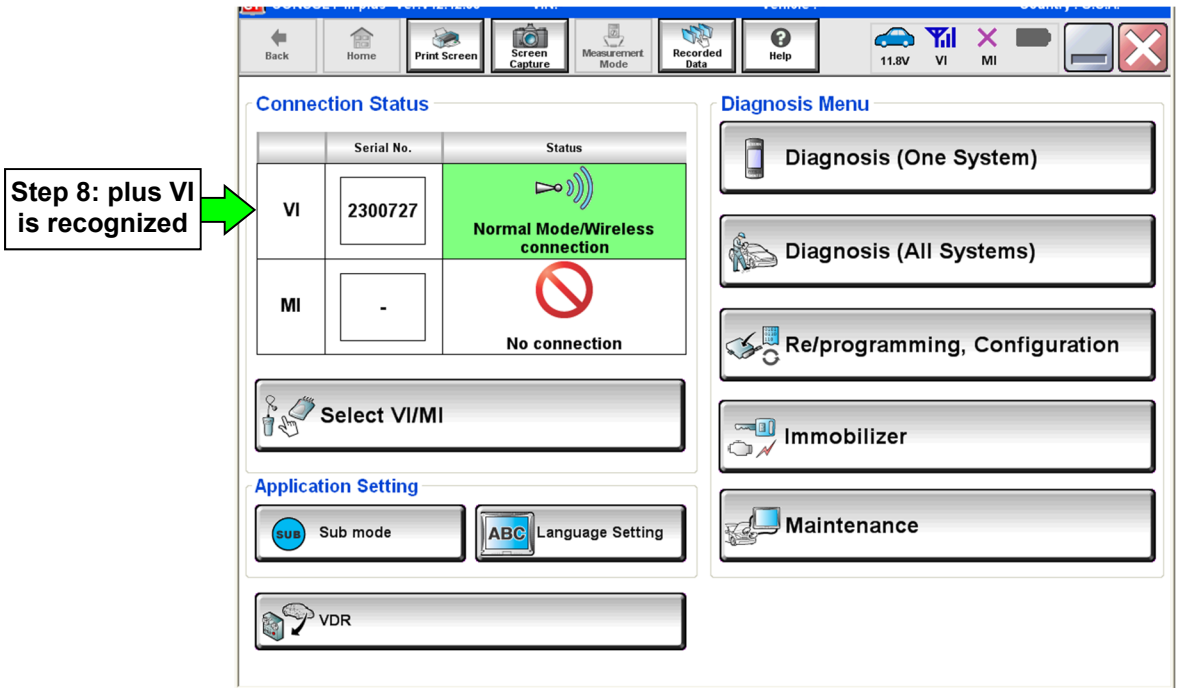 Back
Home
Print Screen
Screen
Capture
Measurement
Mode
Recorded
Data
?
Help
11.8V
VI
MI
Connection Status
Serial No.
Status
Step 8: plus VI
is recognized
VI
2300727
Normal Mode/Wireless
connection
MI
-
No connection
Select VI/MI
Application Setting
SUB
Sub mode
ABC
Language Setting
VDR
Diagnosis Menu
Diagnosis (One System)
Diagnosis (All Systems)
Re/programming, Configuration
Immobilizer
Maintenance